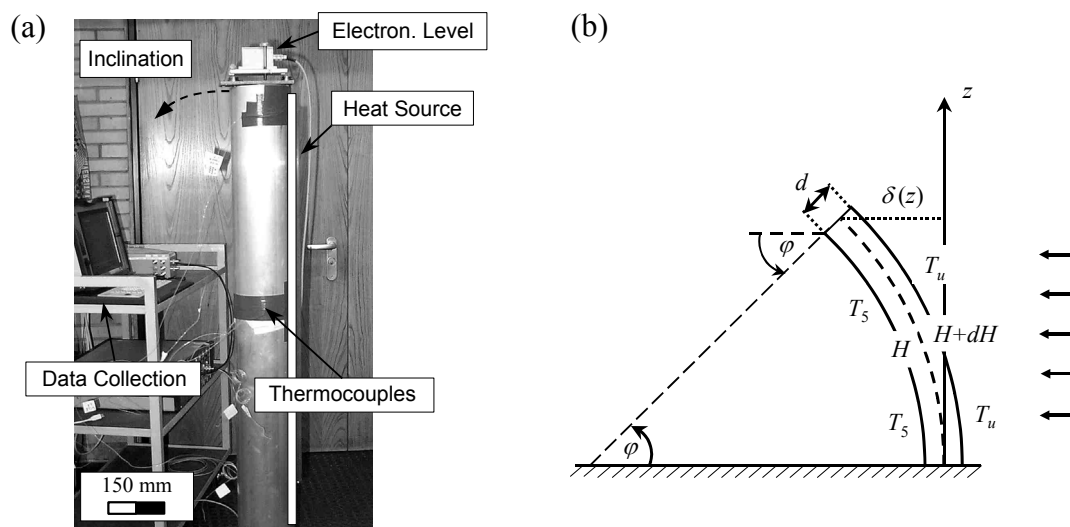 (a)
Electron. Level
Inclination
Heat Source
Data Collection
Thermocouples
150 mm
(b)
z
d
δ(z)
φ
T_u
T_5
H
H+dH
T_5
T_u
φ